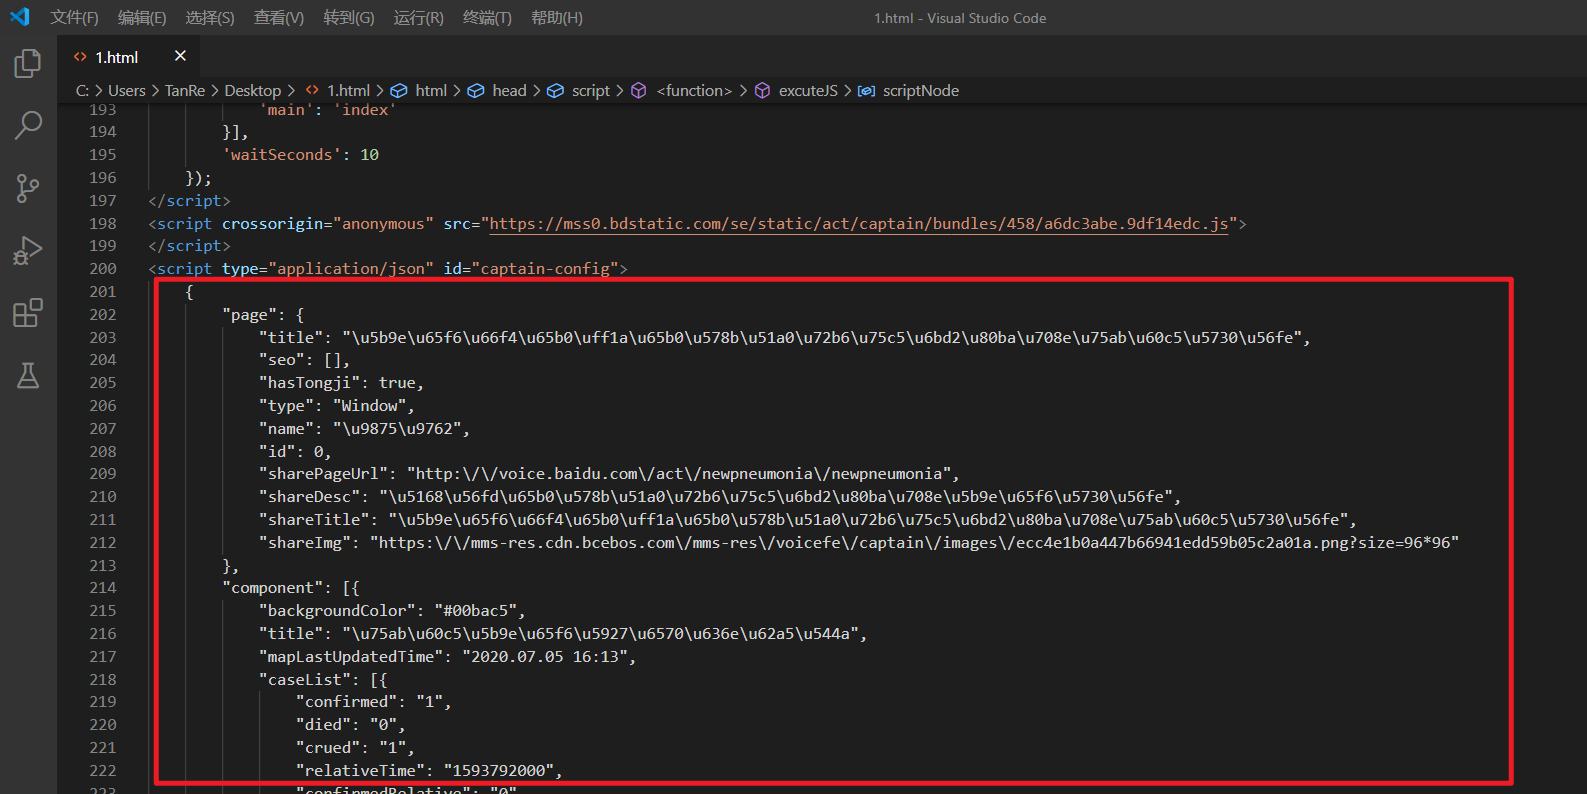 文件(F) 编辑(E) 选择(S) 查看(V) 转到(G) 运行(R) 终端(T) 帮助(H) 1.html - Visual Studio Code
1.html
C: > Users > TanRe > Desktop > 1.html > html > head > script > <function> > excuteJS > scriptNode
193 'main': 'index'
194 }],
195 'waitSeconds': 10
196 });
197 </script>
198 <script crossorigin="anonymous" src="https://mss0.bdstatic.com/se/static/act/captain/bundles/458/a6dc3abe.9df14edc.js">
199 </script>
200 <script type="application/json" id="captain-config">
201 {
202 "page": {
203 "title": "\u5b9e\u65f6\u66f4\u65b0\uff1a\u65b0\u578b\u51a0\u72b6\u75c5\u6bd2\u80ba\u708e\u75ab\u60c5\u5730\u56fe",
204 "seo": [],
205 "hasTongji": true,
206 "type": "Window",
207 "name": "\u9875\u9762",
208 "id": 0,
209 "sharePageUrl": "http:\/\/voice.baidu.com\/act\/newpneumonia\/newpneumonia",
210 "shareDesc": "\u5168\u56fd\u65b0\u578b\u51a0\u72b6\u75c5\u6bd2\u80ba\u708e\u5b9e\u65f6\u5730\u56fe",
211 "shareTitle": "\u5b9e\u65f6\u66f4\u65b0\uff1a\u65b0\u578b\u51a0\u72b6\u75c5\u6bd2\u80ba\u708e\u75ab\u60c5\u5730\u56fe",
212 "shareImg": "https:\/\/mms-res.cdn.bcebos.com\/mms-res\/voicefe\/captain\/images\/ecc4e1b0a447b66941edd59b05c2a01a.png?size=96*96"
213 },
214 "component": [{
215 "backgroundColor": "#00bac5",
216 "title": "\u75ab\u60c5\u5b9e\u65f6\u5927\u6570\u636e\u62a5\u544a",
217 "mapLastUpdatedTime": "2020.07.05 16:13",
218 "caseList": [{
219 "confirmed": "1",
220 "died": "0",
221 "crued": "1",
222 "relativeTime": "1593792000",
223 "confirmedRelative": "0"